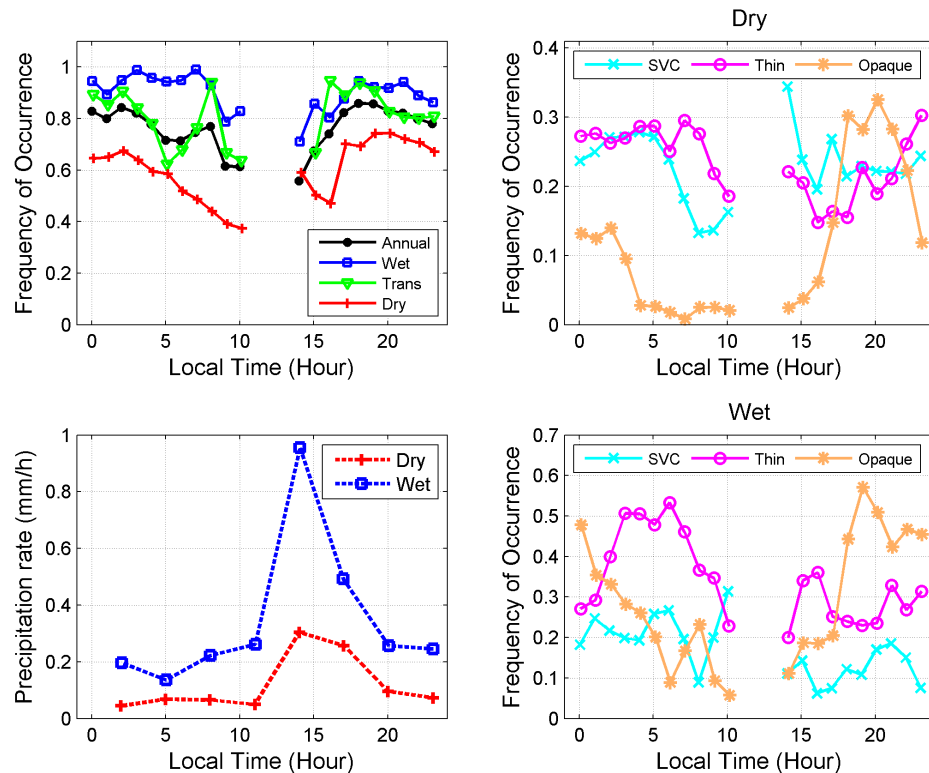 Frequency of Occurrence
1
0.8
0.6
0.4
0.2
0
0 5 10 15 20
Local Time (Hour)
Annual
Wet
Trans
Dry
Dry
Frequency of Occurrence
0.4
0.3
0.2
0.1
0
0 5 10 15 20
Local Time (Hour)
SVC Thin Opaque
Precipitation rate (mm/h)
1
0.8
0.6
0.4
0.2
0
0 5 10 15 20
Local Time (Hour)
Dry
Wet
Wet
Frequency of Occurrence
0.7
0.6
0.5
0.4
0.3
0.2
0.1
0
0 5 10 15 20
Local Time (Hour)
SVC Thin Opaque